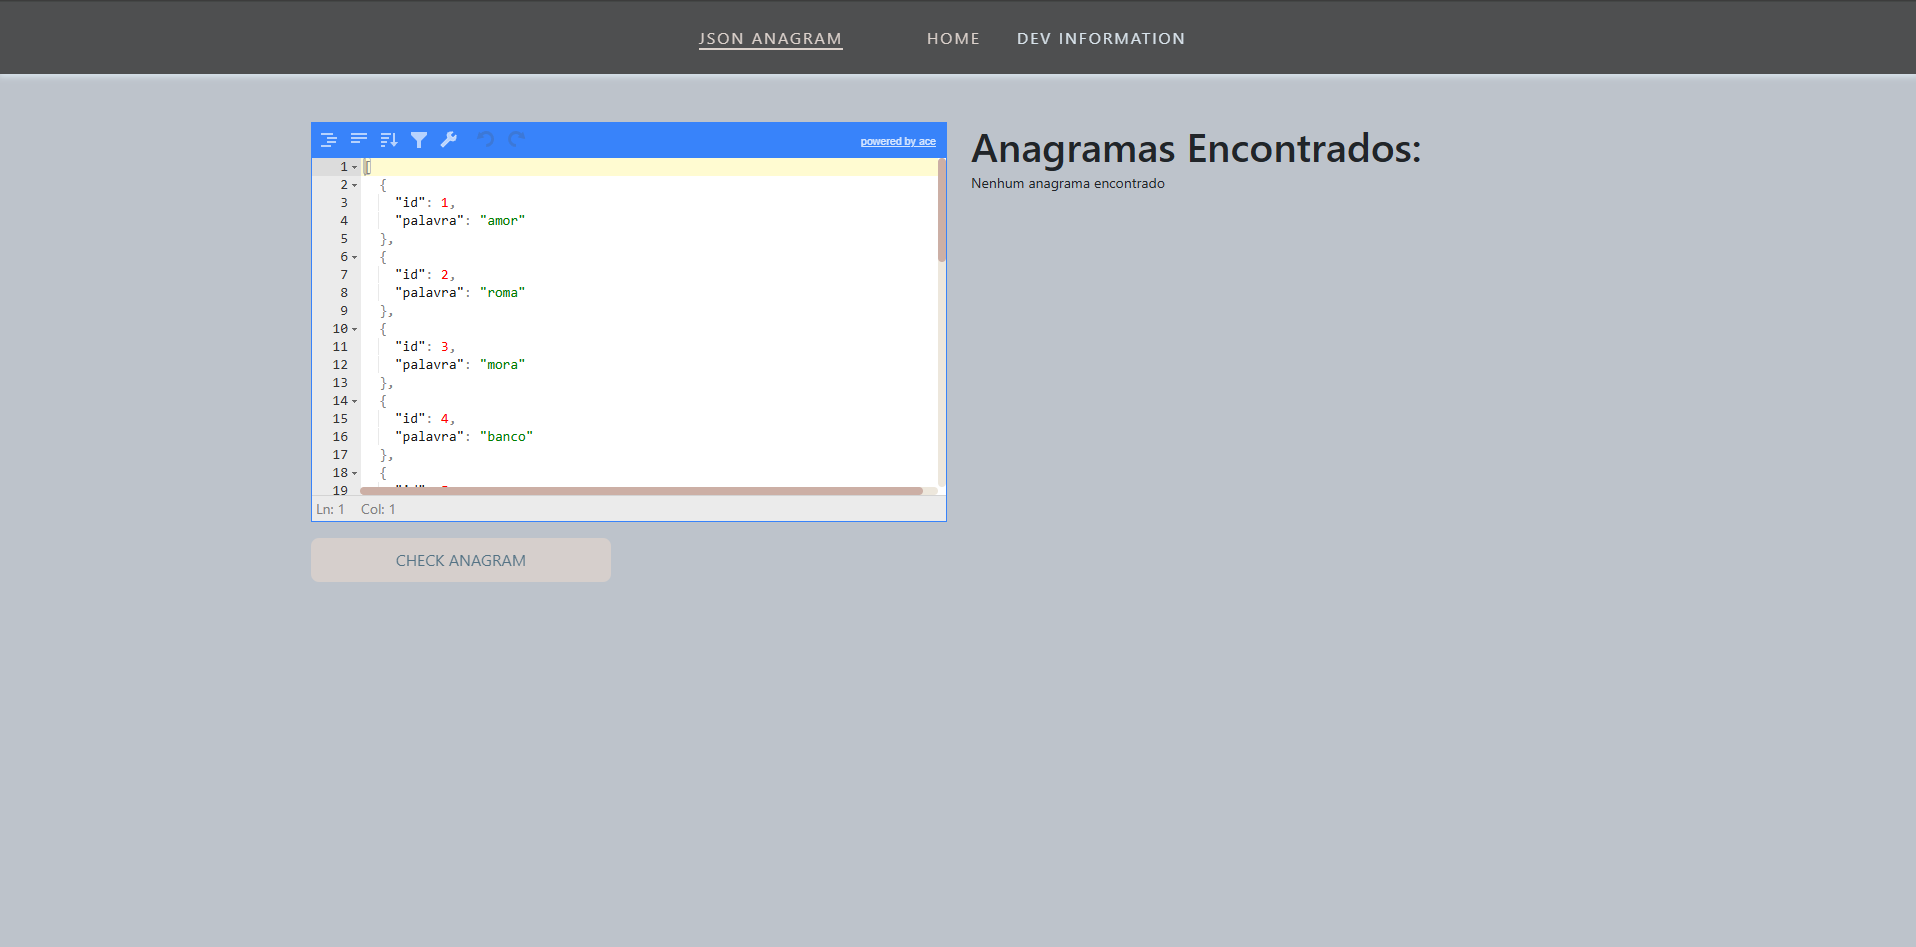 JSON ANAGRAM HOME DEV INFORMATION
powered by ace
1 [
2 {
3 "id": 1,
4 "palavra": "amor"
5 },
6 {
7 "id": 2,
8 "palavra": "roma"
9 },
10 {
11 "id": 3,
12 "palavra": "mora"
13 },
14 {
15 "id": 4,
16 "palavra": "banco"
17 },
18 {
19
Ln: 1 Col: 1
CHECK ANAGRAM
Anagramas Encontrados:
Nenhum anagrama encontrado